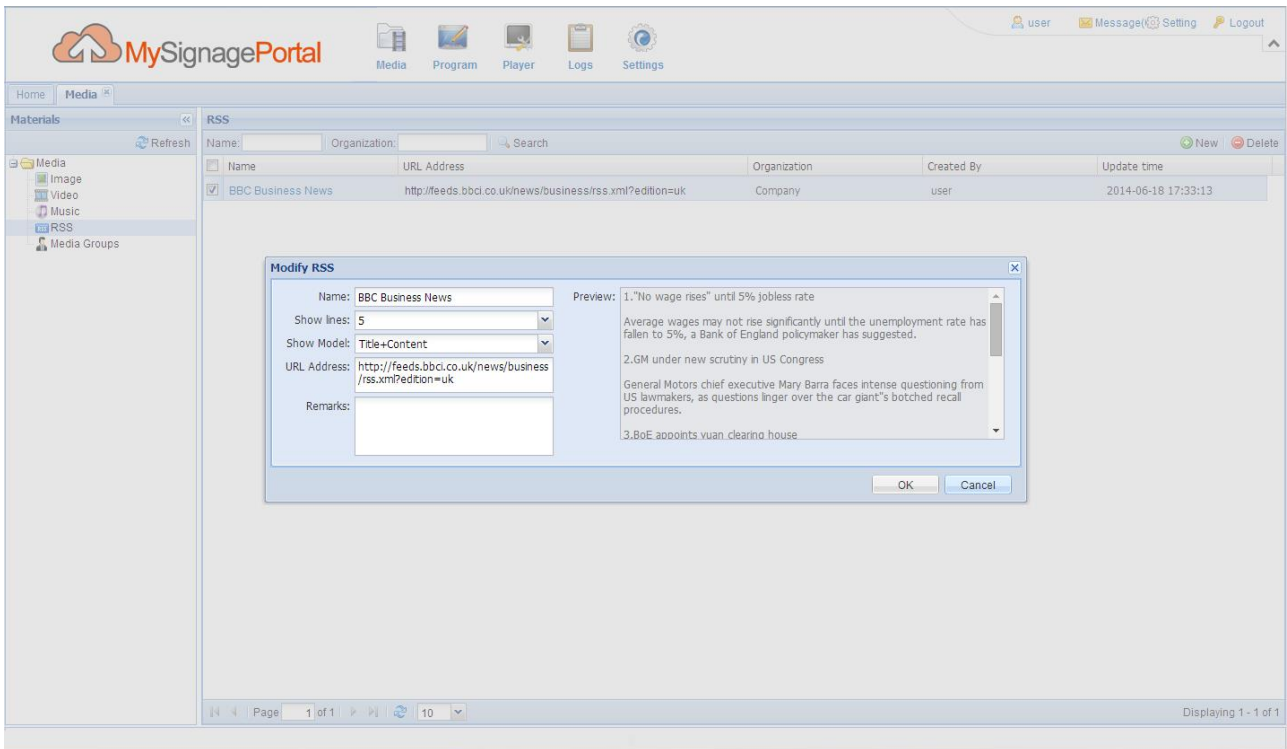 user Message( Setting Logout
MySignagePortal
Media Program Player Logs Settings
Home Media
Materials
Refresh
Media
Image
Video
Music
RSS
Media Groups
RSS
Name: Organization: Search New Delete
Name URL Address Organization Created By Update time
BBC Business News http://feeds.bbci.co.uk/news/business/rss.xml?edition=uk Company user 2014-06-18 17:33:13
Modify RSS
Name: BBC Business News
Show lines: 5
Show Model: Title+Content
URL Address: http://feeds.bbci.co.uk/news/business
/rss.xml?edition=uk
Remarks:
Preview: 1."No wage rises" until 5% jobless rate
Average wages may not rise significantly until the unemployment rate has
fallen to 5%, a Bank of England policymaker has suggested.
2.GM under new scrutiny in US Congress
General Motors chief executive Mary Barra faces intense questioning from
US lawmakers, as questions linger over the car giant"s botched recall
procedures.
3.BoE appoints yuan clearing house
OK Cancel
Page 1 of 1 10 Displaying 1 - 1 of 1